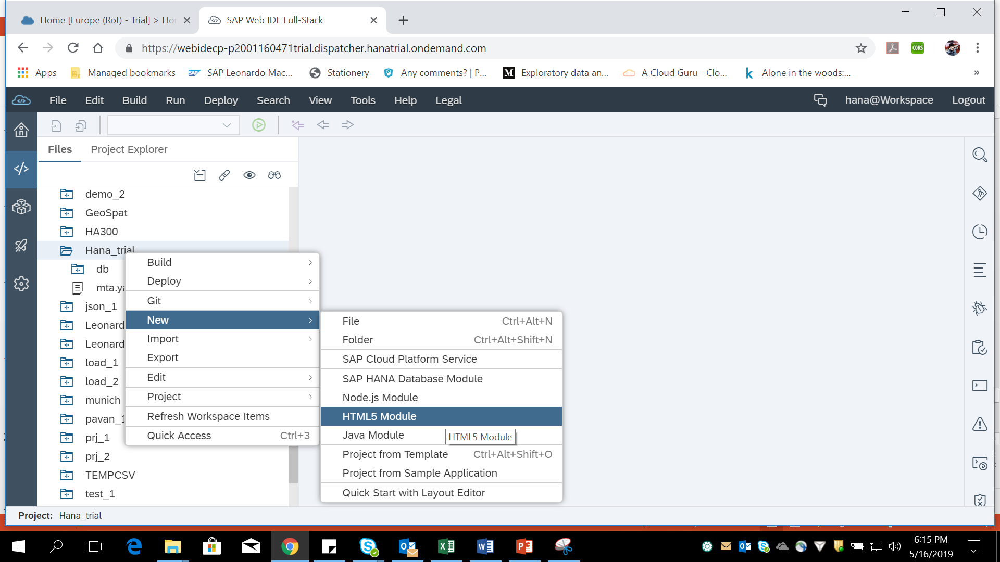 Home [Europe (Rot) - Trial] > Ho
SAP Web IDE Full-Stack
https://webidecp-p2001160471trial.dispatcher.hanatrial.ondemand.com
CORS
Apps
Managed bookmarks
SAP Leonardo Mac...
Stationery
Any comments? | P...
M
Exploratory data an...
A Cloud Guru - Clo...
k
Alone in the woods:...
»
File Edit Build Run Deploy Search View Tools Help Legal
hana@Workspace
Logout
Files
Project Explorer
demo_2
GeoSpat
HA300
Hana_trial
db
mta.ya
json_1
Leonard
Leonard
load_1
load_2
munich
pavan_1
prj_1
prj_2
TEMPCSV
test_1
Build
Deploy
Git
New
Import
Export
Edit
Project
Refresh Workspace Items
Quick Access Ctrl+3
File Ctrl+Alt+N
Folder Ctrl+Alt+Shift+N
SAP Cloud Platform Service
SAP HANA Database Module
Node.js Module
HTML5 Module
Java Module
HTML5 Module
Project from Template Ctrl+Alt+Shift+O
Project from Sample Application
Quick Start with Layout Editor
Project: Hana_trial
6:15 PM
5/16/2019